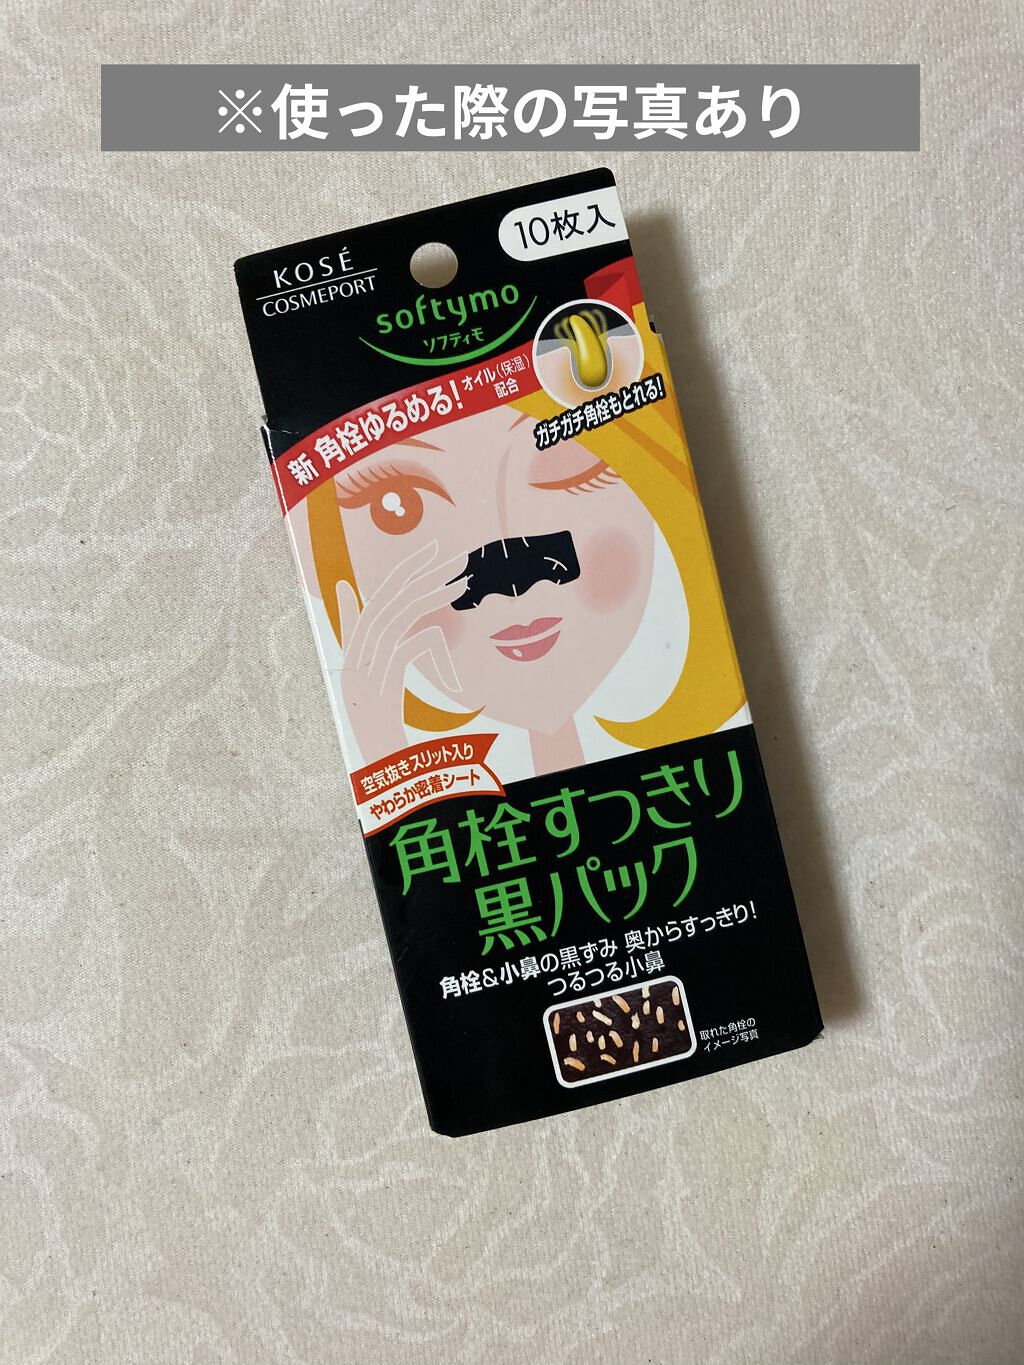 ※使った際の写真あり
10枚入
KOSÉ
COSMEPORT
softymo
ソフティモ
新 角栓ゆるめる！オイル（保湿）配合
ガチガチ角栓もとれる！
空気抜きスリット入り
やわらか密着シート
角栓すっきり
黒パック
角栓&小鼻の黒ずみ 奥からすっきり！
つるつる小鼻
取れた角栓の
イメージ写真